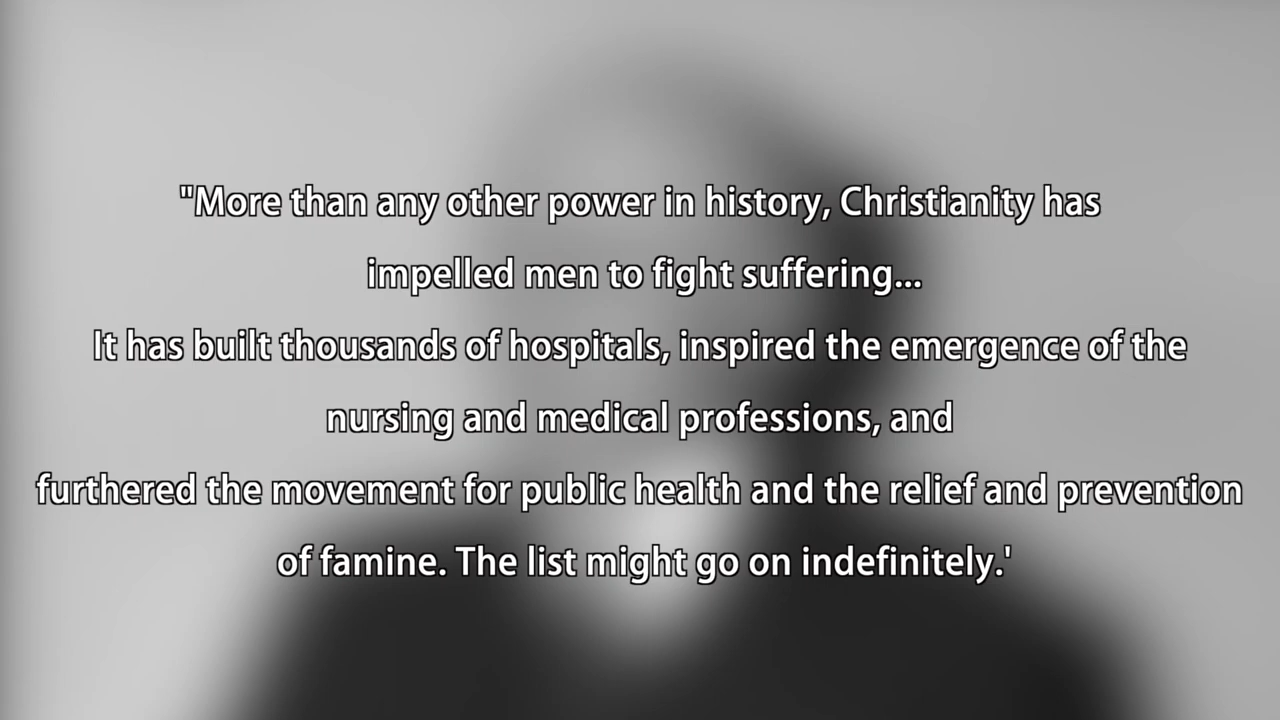 "More than any other power in history, Christianity has
impelled men to fight suffering...
It has built thousands of hospitals, inspired the emergence of the
nursing and medical professions, and
furthered the movement for public health and the relief and prevention
of famine. The list might go on indefinitely.'